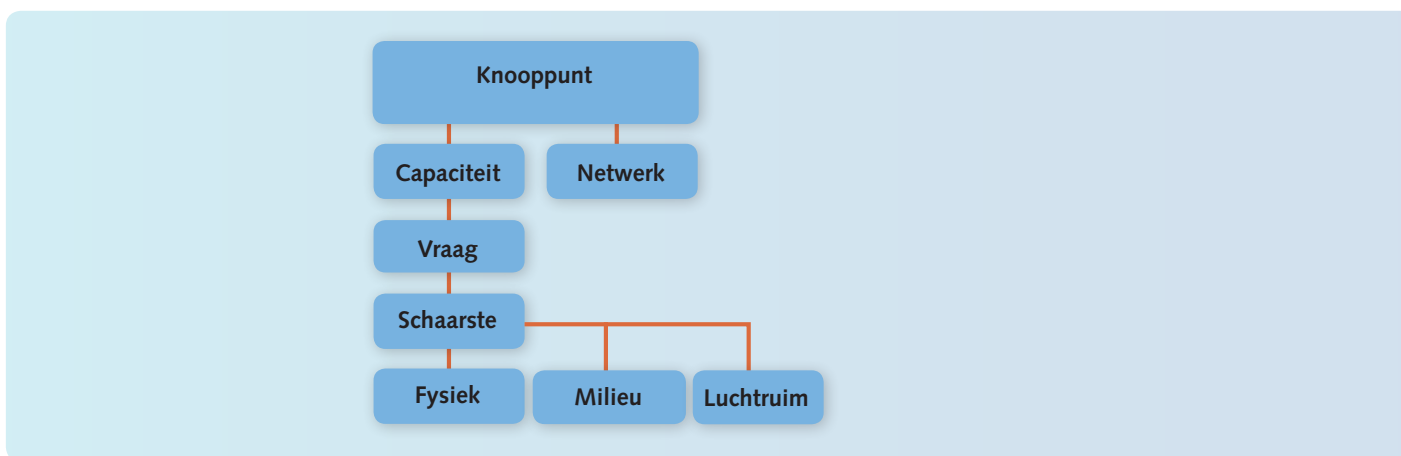 Knooppunt
Capaciteit
Netwerk
Vraag
Schaarste
Fysiek
Milieu
Luchtruim